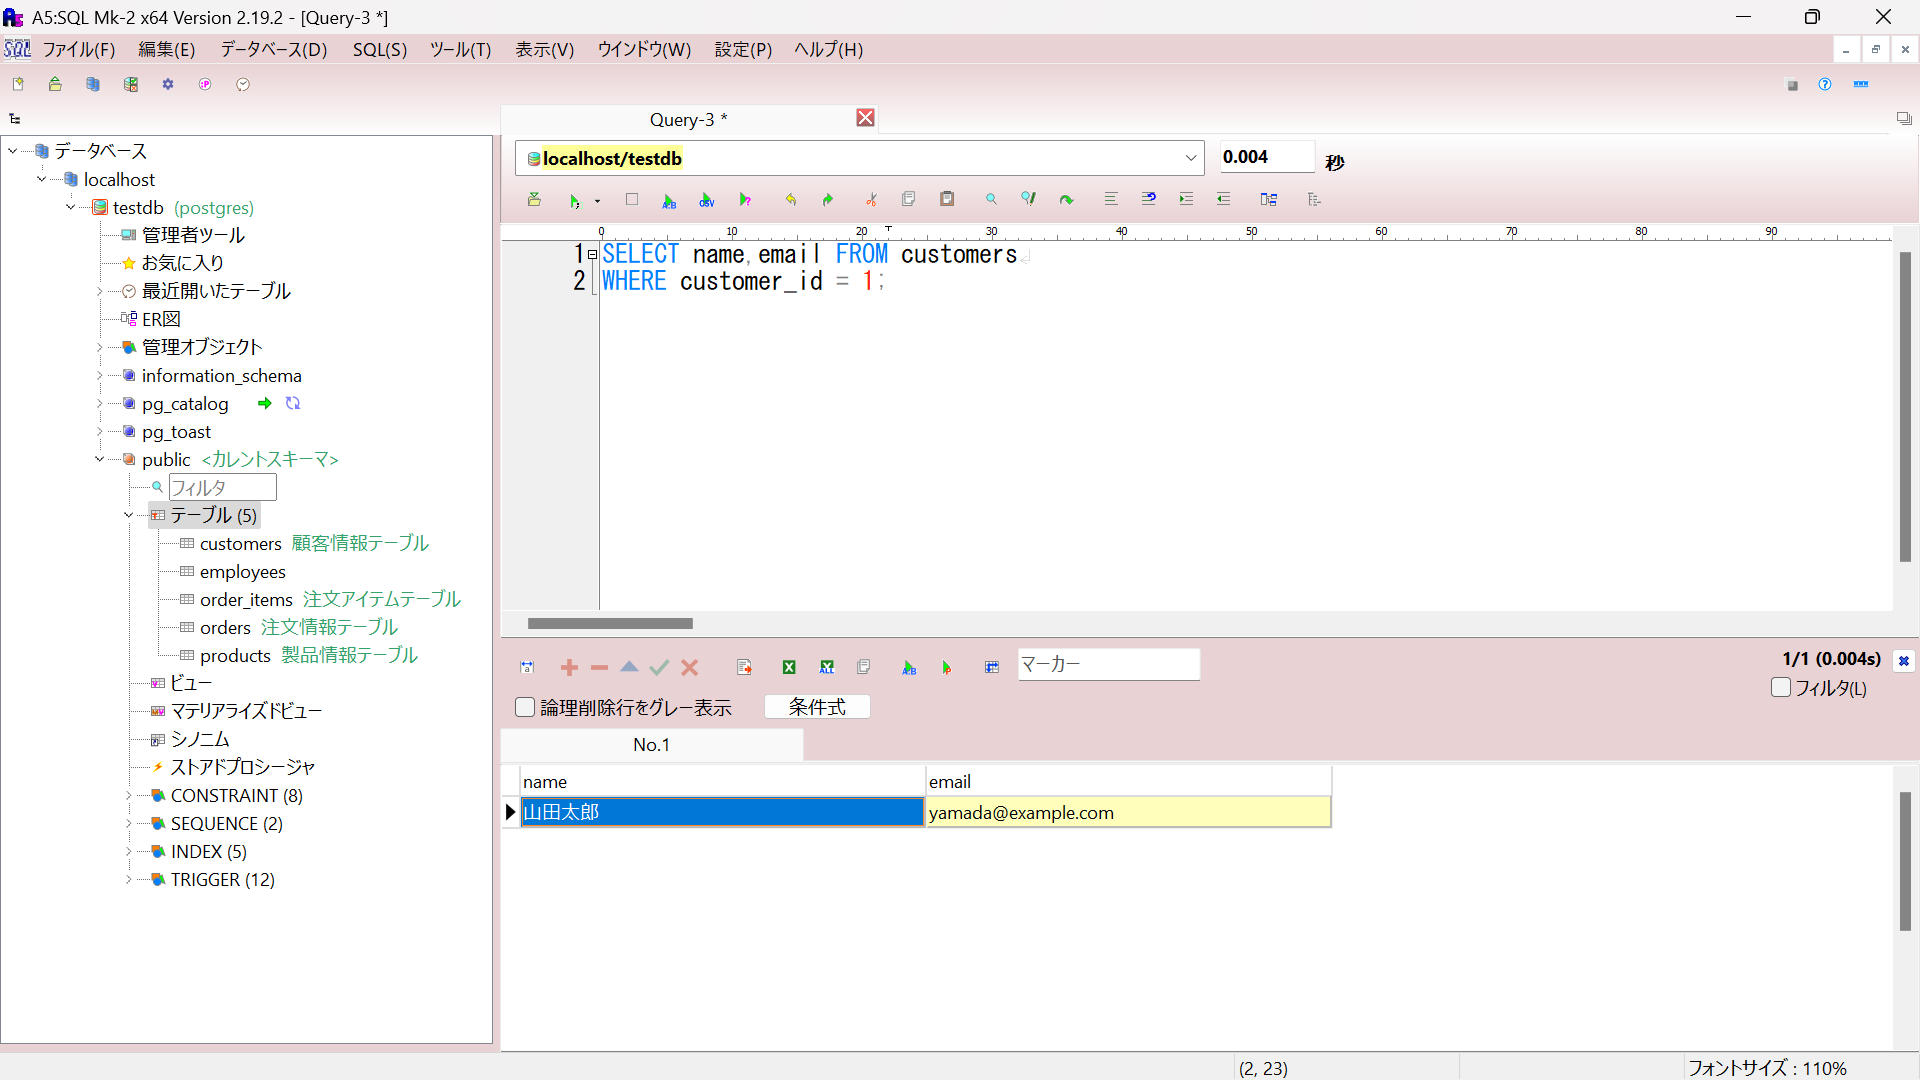 A5:SQL Mk-2 x64 Version 2.19.2 - [Query-3 *]
ファイル(F) 編集(E) データベース(D) SQL(S) ツール(T) 表示(V) ウインドウ(W) 設定(P) ヘルプ(H)
Query-3 *
データベース
localhost
testdb (postgres)
管理者ツール
お気に入り
最近開いたテーブル
ER図
管理オブジェクト
information_schema
pg_catalog
pg_toast
public <カレントスキーマ>
フィルタ
テーブル (5)
customers 顧客情報テーブル
employees
order_items 注文アイテムテーブル
orders 注文情報テーブル
products 製品情報テーブル
ビュー
マテリアライズドビュー
シノニム
ストアドプロシージャ
CONSTRAINT (8)
SEQUENCE (2)
INDEX (5)
TRIGGER (12)
localhost/testdb 0.004 秒
0 10 20 30 40 50 60 70 80 90
1 SELECT name,email FROM customers
2 WHERE customer_id = 1;
マーカー 1/1 (0.004s)
論理削除行をグレー表示 条件式 フィルタ(L)
No.1
name email
山田太郎 yamada@example.com
(2, 23) フォントサイズ : 110%